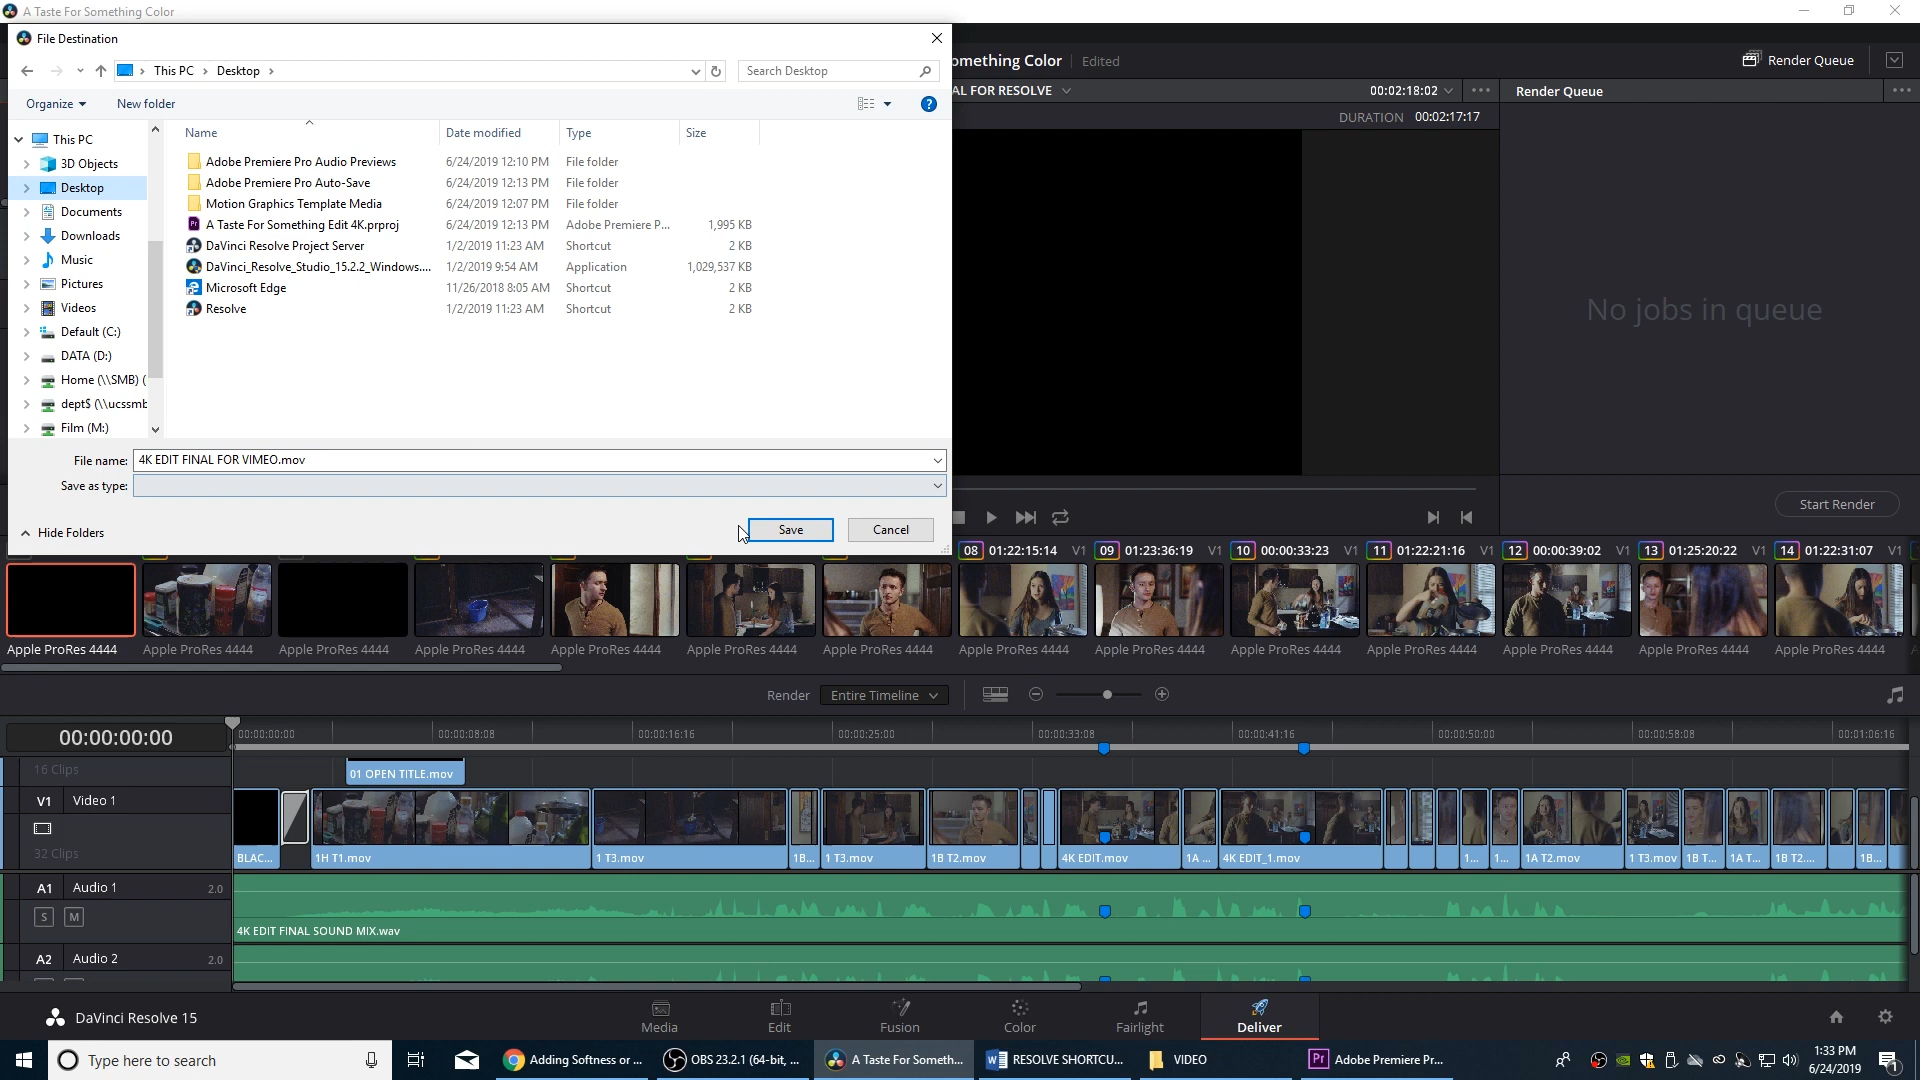 A Taste For Something Color
File Destination
omething Color
Edited
Render Queue
This PC
Desktop
Search Desktop
Organize
New folder
AL FOR RESOLVE
00:02:18:02
Render Queue
DURATION 00:02:17:17
This PC
3D Objects
Desktop
Documents
Downloads
Music
Pictures
Videos
Default (C:)
DATA (D:)
Home (\\SMB) (
dept$ (\\ucssmb
Film (M:)
Name Date modified Type Size
Adobe Premiere Pro Audio Previews 6/24/2019 12:10 PM File folder
Adobe Premiere Pro Auto-Save 6/24/2019 12:13 PM File folder
Motion Graphics Template Media 6/24/2019 12:07 PM File folder
Pr A Taste For Something Edit 4K.prproj 6/24/2019 12:13 PM Adobe Premiere P... 1,995 KB
DaVinci Resolve Project Server 1/2/2019 11:23 AM Shortcut 2 KB
DaVinci_Resolve_Studio_15.2.2_Windows.... 1/2/2019 9:54 AM Application 1,029,537 KB
Microsoft Edge 11/26/2018 8:05 AM Shortcut 2 KB
Resolve 1/2/2019 11:23 AM Shortcut 2 KB
No jobs in queue
File name: 4K EDIT FINAL FOR VIMEO.mov
Save as type:
Hide Folders
Save
Cancel
Start Render
08 01:22:15:14 V1
09 01:23:36:19 V1
10 00:00:33:23 V1
11 01:22:21:16 V1
12 00:00:39:02 V1
13 01:25:20:22 V1
14 01:22:31:07 V1
Apple ProRes 4444
Apple ProRes 4444
Apple ProRes 4444
Apple ProRes 4444
Apple ProRes 4444
Apple ProRes 4444
Apple ProRes 4444
Apple ProRes 4444
Apple ProRes 4444
Apple ProRes 4444
Apple ProRes 4444
Apple ProRes 4444
Apple ProRes 4444
Apple ProRes 4444
Render Entire Timeline
00:00:00:00
00:00:00:00 00:00:08:08 00:00:16:16 00:00:25:00 00:00:33:08 00:00:41:16 00:00:50:00 00:00:58:08 00:01:06:16
16 Clips
01 OPEN TITLE.mov
V1 Video 1
32 Clips
BLAC...
1H T1.mov
1 T3.mov
1B...
1 T3.mov
1B T2.mov
4K EDIT.mov
1A ...
4K EDIT_1.mov
1...
1...
1A T2.mov
1 T3.mov
1B T...
1A T...
1B T2....
1B...
A1 Audio 1 2.0
S M
4K EDIT FINAL SOUND MIX.wav
A2 Audio 2 2.0
DaVinci Resolve 15
Media
Edit
Fusion
Color
Fairlight
Deliver
Type here to search
Adding Softness or ...
OBS 23.2.1 (64-bit, ...
A Taste For Someth...
RESOLVE SHORTCU...
VIDEO
Pr Adobe Premiere Pr...
1:33 PM
6/24/2019
1